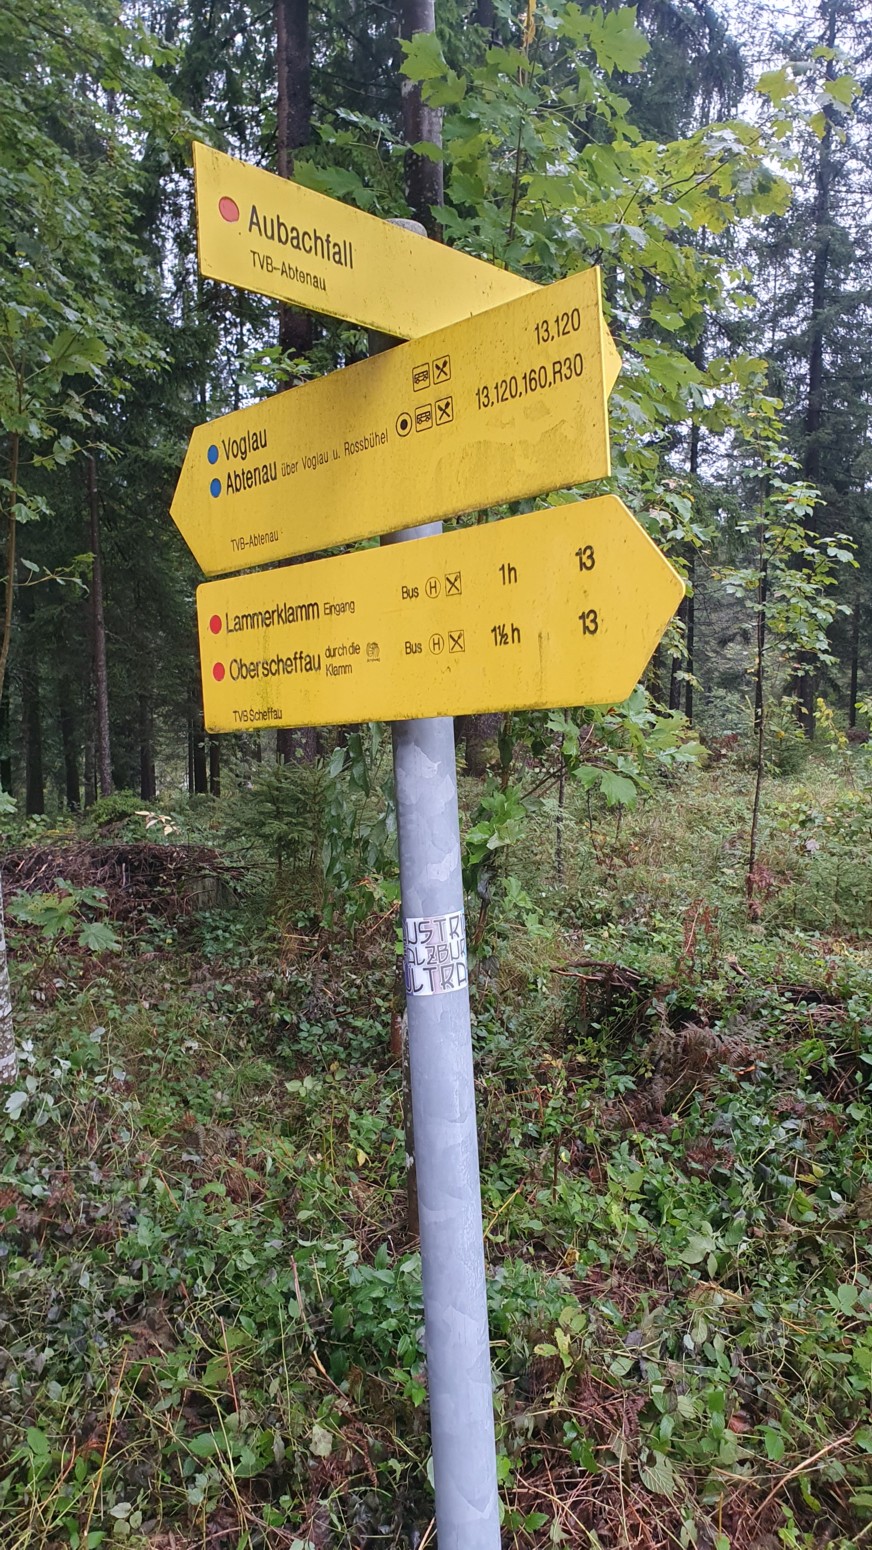 Aubachfall
TVB-Abtenau
13,120
Voglau
13,120,160,R30
Abtenau über Voglau u. Rossbühel
TVB-Abtenau
Lammerklamm Eingang Bus H 1h 13
Oberscheffau durch die Klamm Bus H 1½h 13
TVB Scheffau